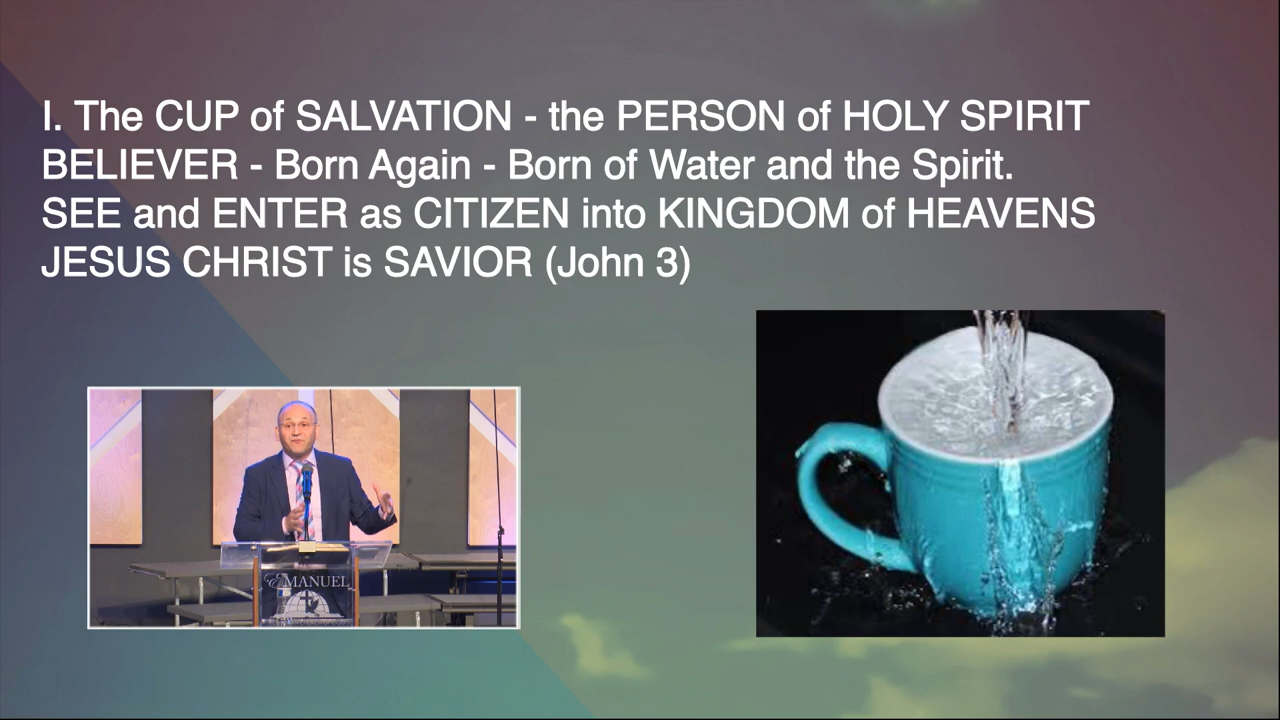 I. The CUP of SALVATION - the PERSON of HOLY SPIRIT
BELIEVER - Born Again - Born of Water and the Spirit.
SEE and ENTER as CITIZEN into KINGDOM of HEAVENS
JESUS CHRIST is SAVIOR (John 3)
EMANUEL